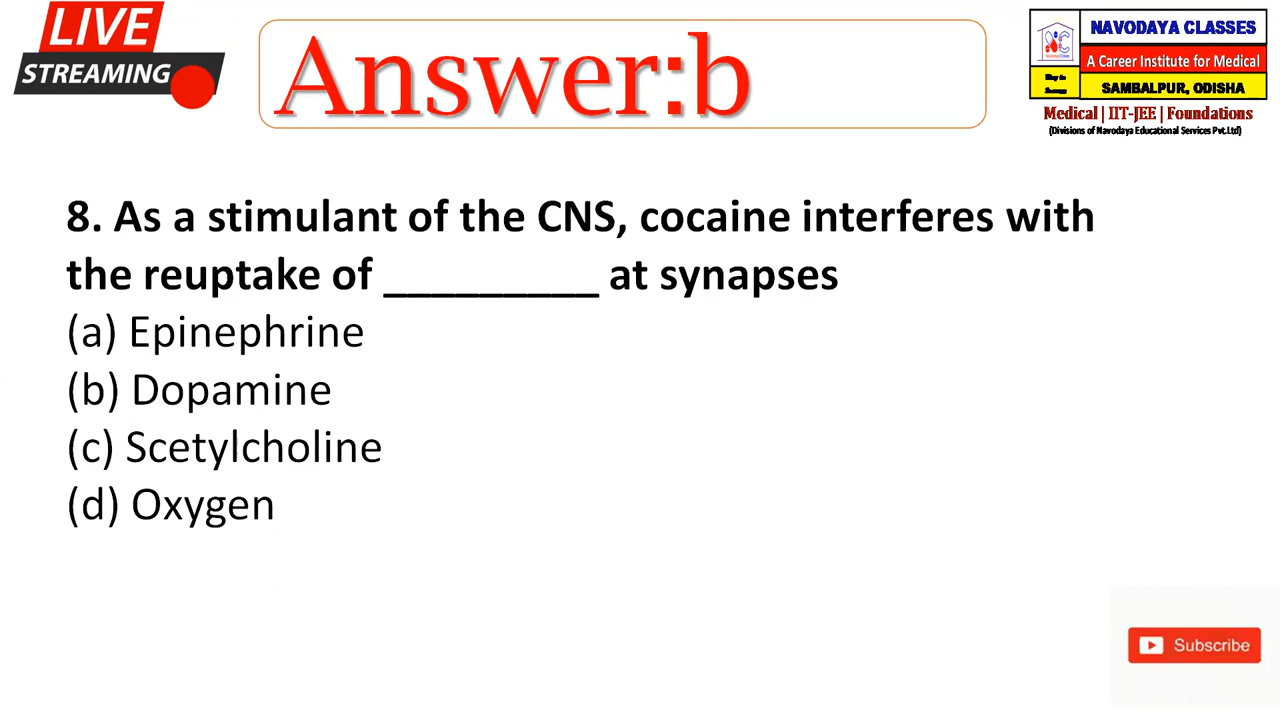 LIVE
STREAMING
Answer:b
NAVODAYA CLASSES
A Career Institute for Medical
SAMBALPUR, ODISHA
Medical | IIT-JEE | Foundations
(Divisions of Navodaya Educational Services Pvt.Ltd)
8. As a stimulant of the CNS, cocaine interferes with
the reuptake of _________ at synapses
(a) Epinephrine
(b) Dopamine
(c) Scetylcholine
(d) Oxygen
Subscribe